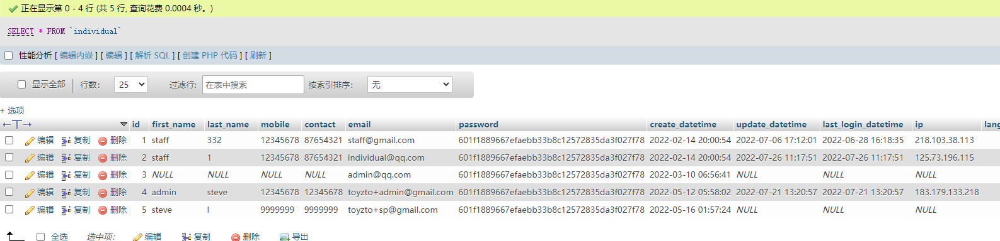 正在显示第 0 - 4 行 (共 5 行, 查询花费 0.0004 秒。)
SELECT * FROM `individual`
性能分析 [ 编辑内嵌 ] [ 编辑 ] [ 解析 SQL ] [ 创建 PHP 代码 ] [ 刷新 ]
显示全部 行数: 25 过滤行: 在表中搜索 按索引排序: 无
+ 选项
id first_name last_name mobile contact email password create_datetime update_datetime last_login_datetime ip lang
编辑 复制 删除 1 staff 332 12345678 87654321 staff@gmail.com 601f1889667efaebb33b8c12572835da3f027f78 2022-02-14 20:00:54 2022-07-06 17:12:01 2022-06-28 16:18:35 218.103.38.113
编辑 复制 删除 2 staff 1 12345678 87654321 individual@qq.com 601f1889667efaebb33b8c12572835da3f027f78 2022-02-14 20:00:54 2022-07-26 11:17:51 2022-07-26 11:17:51 125.73.196.115
编辑 复制 删除 3 NULL NULL NULL NULL admin@qq.com 601f1889667efaebb33b8c12572835da3f027f78 2022-03-10 06:56:41 NULL NULL NULL
编辑 复制 删除 4 admin steve 12345678 12345678 toyzto+admin@gmail.com 601f1889667efaebb33b8c12572835da3f027f78 2022-05-12 05:58:02 2022-07-21 13:20:57 2022-07-21 13:20:57 183.179.133.218
编辑 复制 删除 5 steve l 9999999 9999999 toyzto+sp@gmail.com 601f1889667efaebb33b8c12572835da3f027f78 2022-05-16 01:57:24 NULL NULL NULL
全选 选中项: 编辑 复制 删除 导出